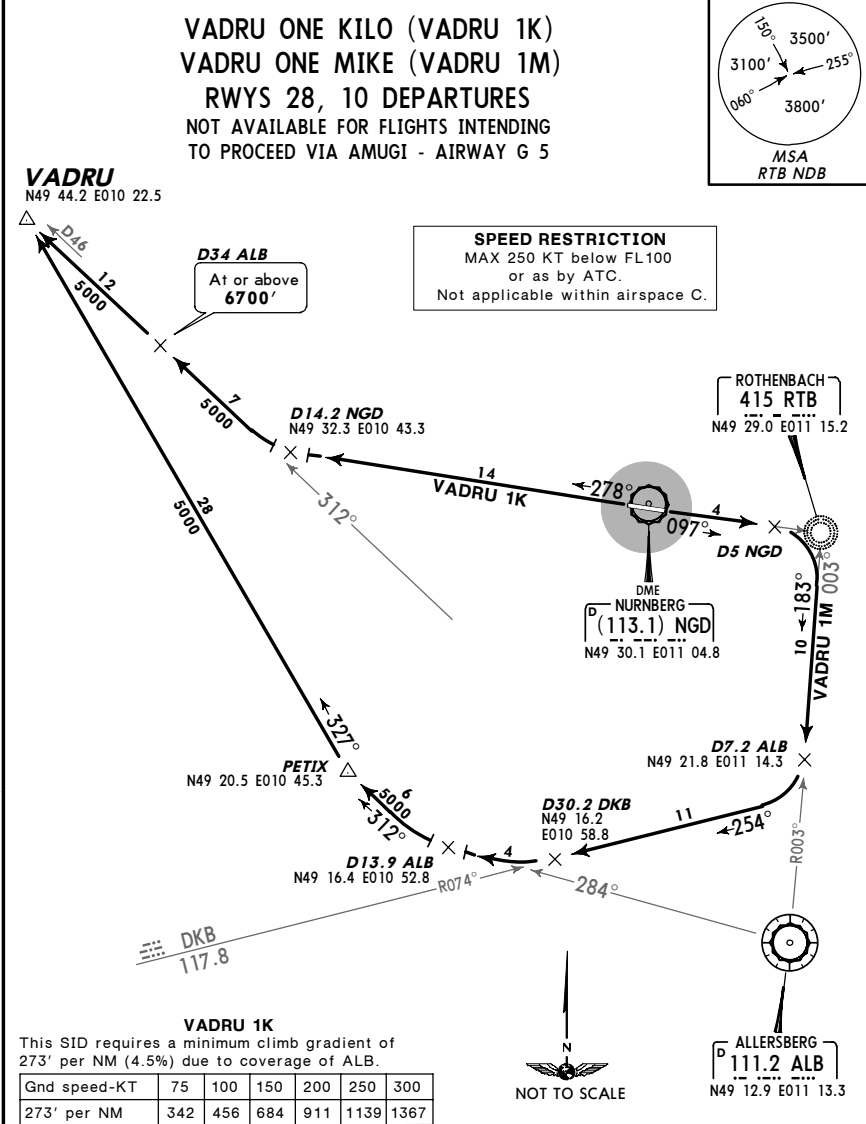 VADRU ONE KILO (VADRU 1K)
VADRU ONE MIKE (VADRU 1M)
RWYS 28, 10 DEPARTURES
NOT AVAILABLE FOR FLIGHTS INTENDING
TO PROCEED VIA AMUGI - AIRWAY G 5
150°
3500'
3100'
255°
060°
3800'
MSA
RTB NDB
VADRU
N49 44.2 E010 22.5
D46
12
5000
D34 ALB
At or above
6700'
SPEED RESTRICTION
MAX 250 KT below FL100
or as by ATC.
Not applicable within airspace C.
7
5000
D14.2 NGD
N49 32.3 E010 43.3
312°
14
VADRU 1K
278°
097°
4
D5 NGD
ROTHENBACH
415 RTB
N49 29.0 E011 15.2
DME
NURNBERG
D (113.1) NGD
N49 30.1 E011 04.8
28
5000
183°
003°
10
VADRU 1M
327°
PETIX
N49 20.5 E010 45.3
D7.2 ALB
N49 21.8 E011 14.3
6
5000
312°
D30.2 DKB
N49 16.2
E010 58.8
11
254°
D13.9 ALB
N49 16.4 E010 52.8
4
R074°
284°
R003°
DKB
117.8
ALLERSBERG
D 111.2 ALB
N49 12.9 E011 13.3
N
NOT TO SCALE
VADRU 1K
This SID requires a minimum climb gradient of
273' per NM (4.5%) due to coverage of ALB.
Gnd speed-KT 75 100 150 200 250 300
273' per NM 342 456 684 911 1139 1367